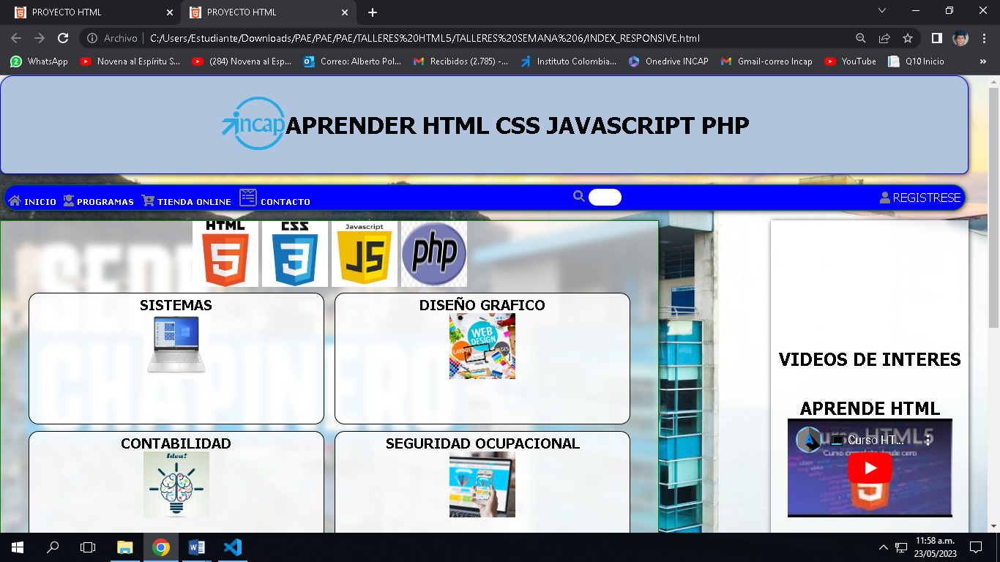 PROYECTO HTML
PROYECTO HTML
Archivo | C:/Users/Estudiante/Downloads/PAE/PAE/PAE/TALLERES%20HTML5/TALLERES%20SEMANA%206/INDEX_RESPONSIVE.html
WhatsApp
Novena al Espíritu S...
(284) Novena al Esp...
Correo: Alberto Pol...
Recibidos (2.785) -...
Instituto Colombia...
Onedrive INCAP
Gmail-correo Incap
YouTube
Q10 Inicio
»
incap
APRENDER HTML CSS JAVASCRIPT PHP
INICIO
PROGRAMAS
TIENDA ONLINE
CONTACTO
REGISTRESE
HTML
5
CSS
3
Javascript
JS
php
SEDE
CHAPINERO
SISTEMAS
DISEÑO GRAFICO
WEB
DESIGN
LAYOUT
PAGES
CONTABILIDAD
Idea!
SEGURIDAD OCUPACIONAL
VIDEOS DE INTERES
APRENDE HTML
Curso HT...
Curso HTML5
Curso completo desde cero
11:58 a.m.
23/05/2023